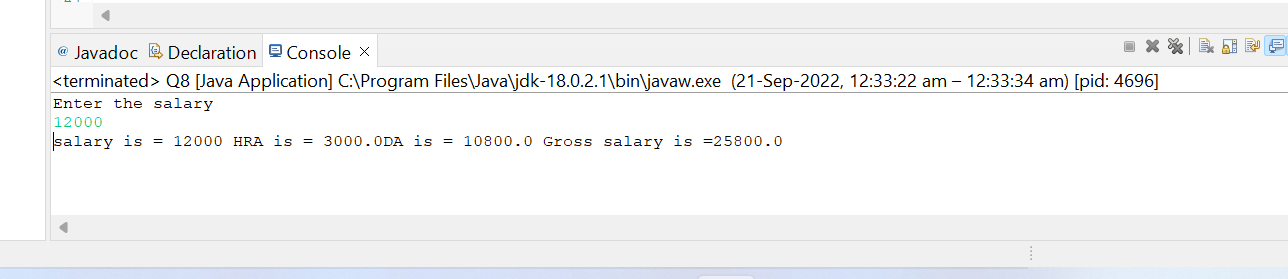 @ Javadoc Declaration Console
<terminated> Q8 [Java Application] C:\Program Files\Java\jdk-18.0.2.1\bin\javaw.exe (21-Sep-2022, 12:33:22 am – 12:33:34 am) [pid: 4696]
Enter the salary
12000
salary is = 12000 HRA is = 3000.0DA is = 10800.0 Gross salary is =25800.0